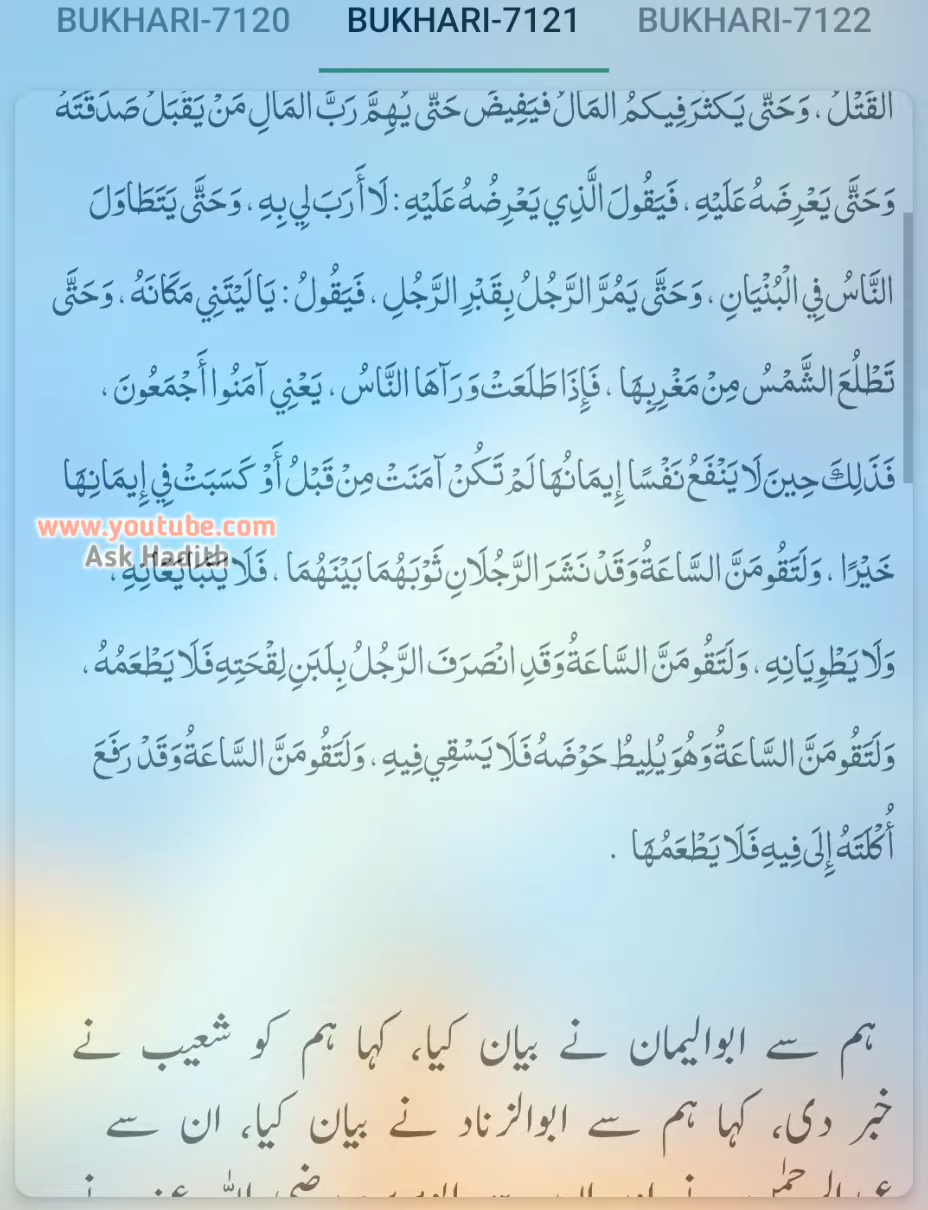 BUKHARI-7120 BUKHARI-7121 BUKHARI-7122
القَتْلُ ، وَحَتَّى يَكْثُرَ فِيكُمُ المَالُ فَيَفِيضَ حَتَّى يُهِمَّ رَبَّ المَالِ مَنْ يَقْبَلُ صَدَقَتَهُ
وَحَتَّى يَعْرِضَهُ عَلَيْهِ ، فَيَقُولَ الَّذِي يَعْرِضُهُ عَلَيْهِ : لَا أَرَبَ لِي بِهِ ، وَحَتَّى يَتَطَاوَلَ
النَّاسُ فِي الْبُنْيَانِ ، وَحَتَّى يَمُرَّ الرَّجُلُ بِقَبْرِ الرَّجُلِ ، فَيَقُولُ : يَا لَيْتَنِي مَكَانَهُ ، وَحَتَّى
تَطْلُعَ الشَّمْسُ مِنْ مَغْرِبِهَا ، فَإِذَا طَلَعَتْ وَرَآهَا النَّاسُ ، يَعْنِي آمَنُوا أَجْمَعُونَ ،
فَذَلِكَ حِينَ لَا يَنْفَعُ نَفْسًا إِيمَانُهَا لَمْ تَكُنْ آمَنَتْ مِنْ قَبْلُ أَوْ كَسَبَتْ فِي إِيمَانِهَا
www.youtube.com
Ask Hadith
خَيْرًا ، وَلَتَقُومَنَّ السَّاعَةُ وَقَدْ نَشَرَ الرَّجُلَانِ ثَوْبَهُمَا بَيْنَهُمَا ، فَلَا يَتَبَايَعَانِهِ ،
وَلَا يَطْوِيَانِهِ ، وَلَتَقُومَنَّ السَّاعَةُ وَقَدِ انْصَرَفَ الرَّجُلُ بِلَبَنِ لِقْحَتِهِ فَلَا يَطْعَمُهُ ،
وَلَتَقُومَنَّ السَّاعَةُ وَهُوَ يُلِيطُ حَوْضَهُ فَلَا يَسْقِي فِيهِ ، وَلَتَقُومَنَّ السَّاعَةُ وَقَدْ رَفَعَ
أُكْلَتَهُ إِلَى فِيهِ فَلَا يَطْعَمُهَا .
ہم سے ابوالیمان نے بیان کیا، کہا ہم کو شعیب نے
خبر دی، کہا ہم سے ابوالزناد نے بیان کیا، ان سے